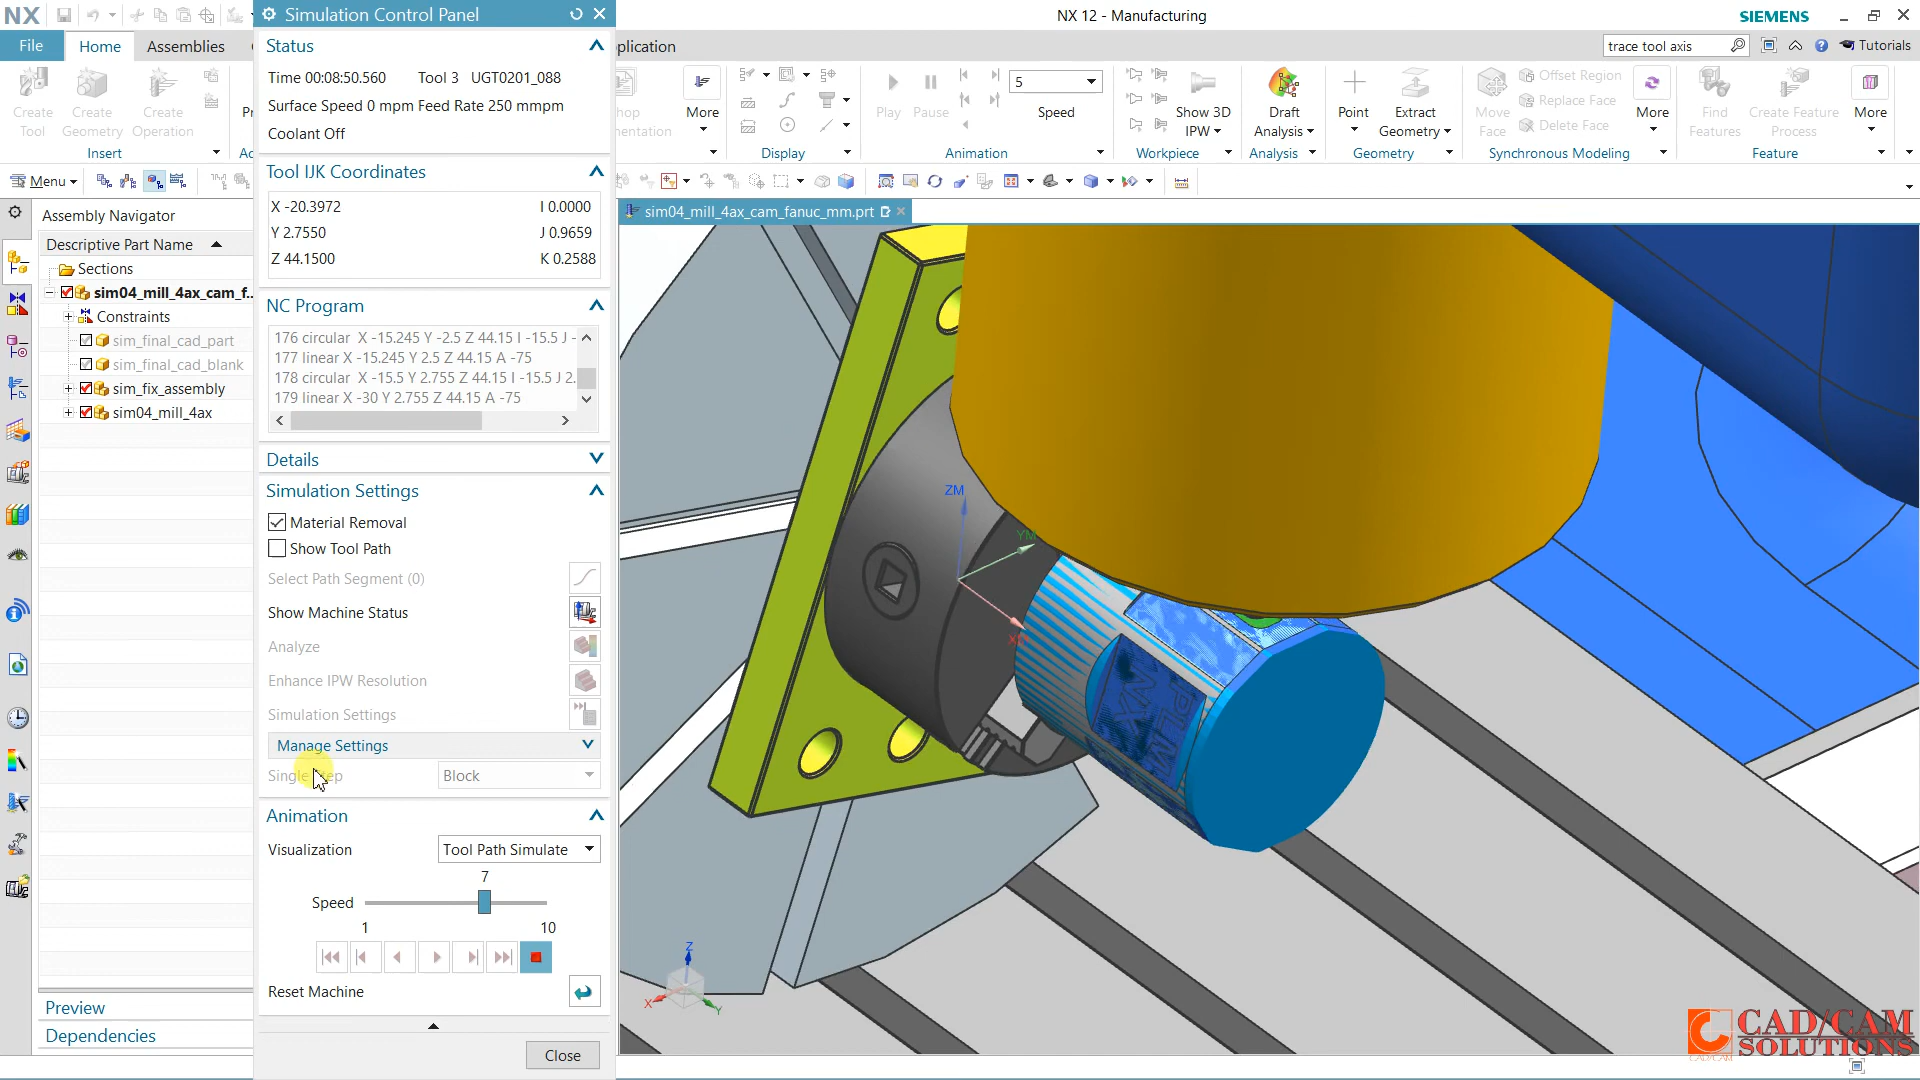 NX
Simulation Control Panel
NX 12 - Manufacturing
SIEMENS
File
Home
Assemblies
plication
trace tool axis
Tutorials
Create Tool
Create Geometry
Create Operation
Insert
More
Display
Play
Pause
5
Speed
Animation
Show 3D IPW
Workpiece
Draft Analysis
Analysis
Point
Extract Geometry
Geometry
Move Face
Offset Region
Replace Face
Delete Face
More
Synchronous Modeling
Find Features
Create Feature Process
More
Feature
Menu
Assembly Navigator
Descriptive Part Name
Sections
sim04_mill_4ax_cam_f..
Constraints
sim_final_cad_part
sim_final_cad_blank
sim_fix_assembly
sim04_mill_4ax
Preview
Dependencies
Status
Time 00:08:50.560 Tool 3 UGT0201_088
Surface Speed 0 mpm Feed Rate 250 mmpm
Coolant Off
Tool IJK Coordinates
X -20.3972 I 0.0000
Y 2.7550 J 0.9659
Z 44.1500 K 0.2588
NC Program
176 circular X -15.245 Y -2.5 Z 44.15 I -15.5 J -
177 linear X -15.245 Y 2.5 Z 44.15 A -75
178 circular X -15.5 Y 2.755 Z 44.15 I -15.5 J 2.
179 linear X -30 Y 2.755 Z 44.15 A -75
Details
Simulation Settings
Material Removal
Show Tool Path
Select Path Segment (0)
Show Machine Status
Analyze
Enhance IPW Resolution
Simulation Settings
Manage Settings
Single Step Block
Animation
Visualization Tool Path Simulate
7
Speed
1 10
Reset Machine
Close
sim04_mill_4ax_cam_fanuc_mm.prt
ZM
YM
NX
PLM
Z
X
Y
CAD/CAM
SOLUTIONS
CAD/CAM